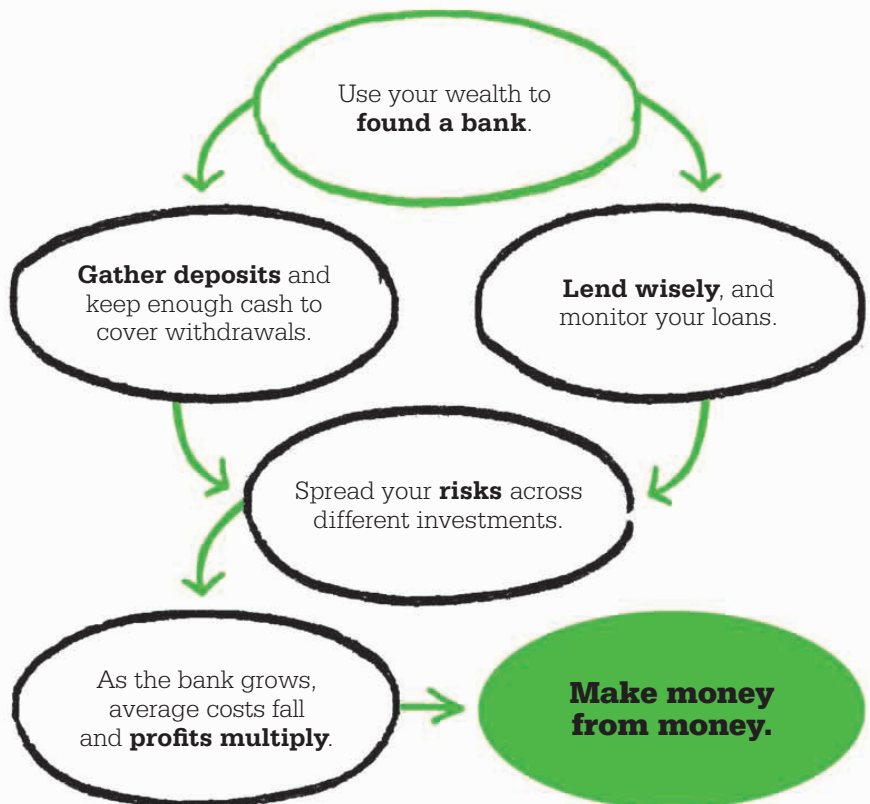 Use your wealth to
found a bank.
Gather deposits and
keep enough cash to
cover withdrawals.
Lend wisely, and
monitor your loans.
Spread your risks across
different investments.
As the bank grows,
average costs fall
and profits multiply.
Make money
from money.